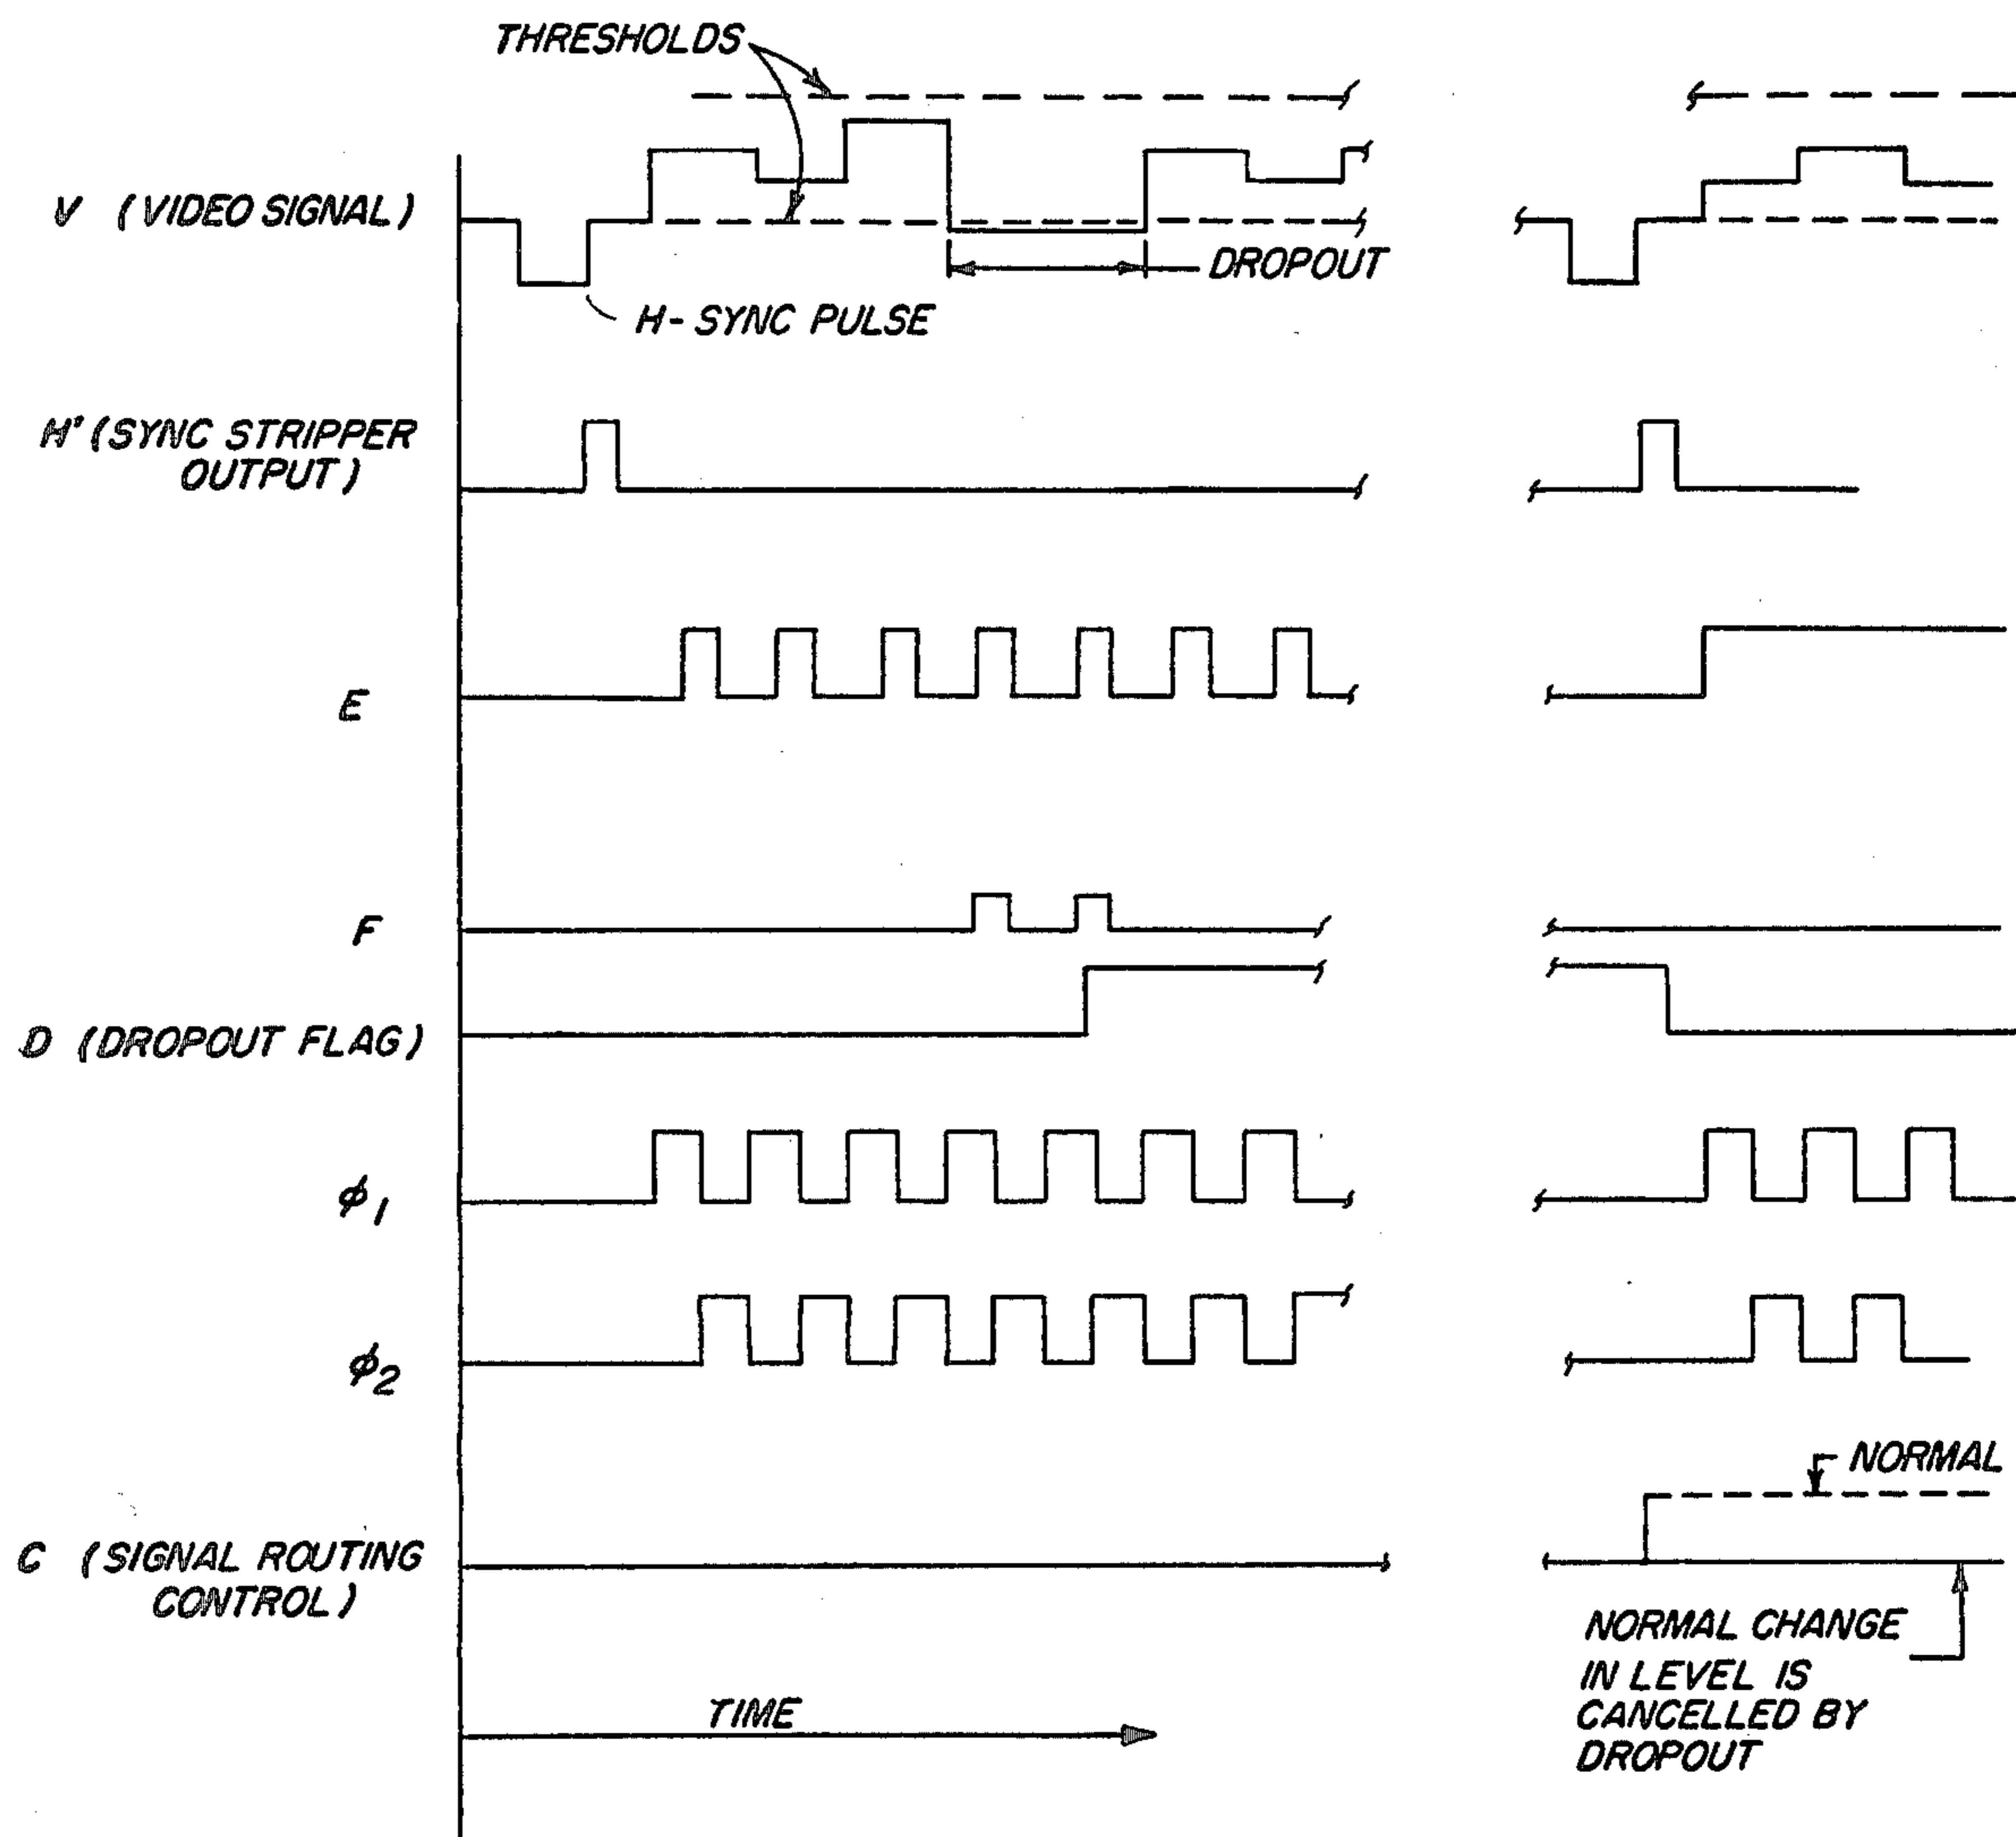 THRESHOLDS
V (VIDEO SIGNAL)
DROPOUT
H- SYNC PULSE
H' (SYNC STRIPPER
OUTPUT)
E
F
D (DROPOUT FLAG)
ϕ1
ϕ2
NORMAL
C (SIGNAL ROUTING
CONTROL)
NORMAL CHANGE
IN LEVEL IS
CANCELLED BY
DROPOUT
TIME